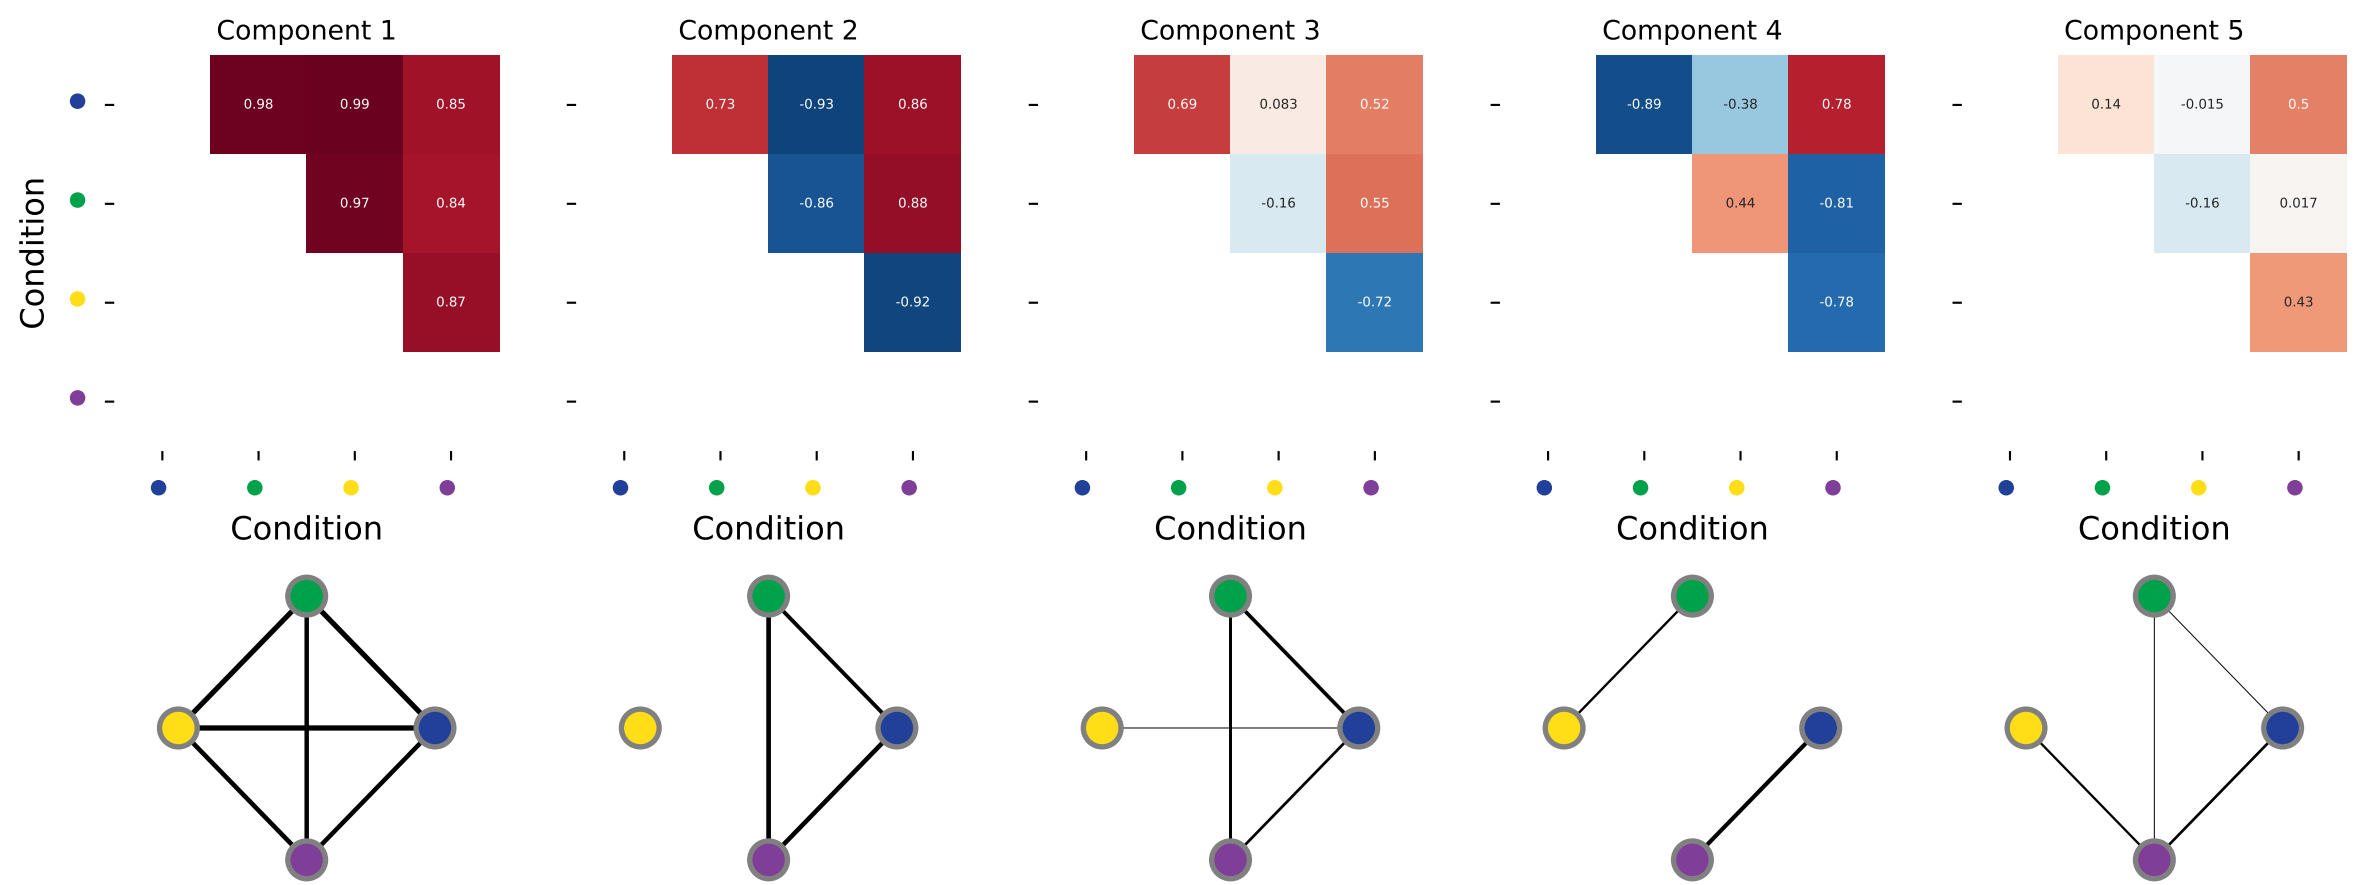 Component 1 Component 2 Component 3 Component 4 Component 5
0.98 0.99 0.85 0.73 -0.93 0.86 0.69 0.083 0.52 -0.89 -0.38 0.78 0.14 -0.015 0.5
0.97 0.84 -0.86 0.88 -0.16 0.55 0.44 -0.81 -0.16 0.017
Condition
0.87 -0.92 -0.72 -0.78 0.43
Condition Condition Condition Condition Condition